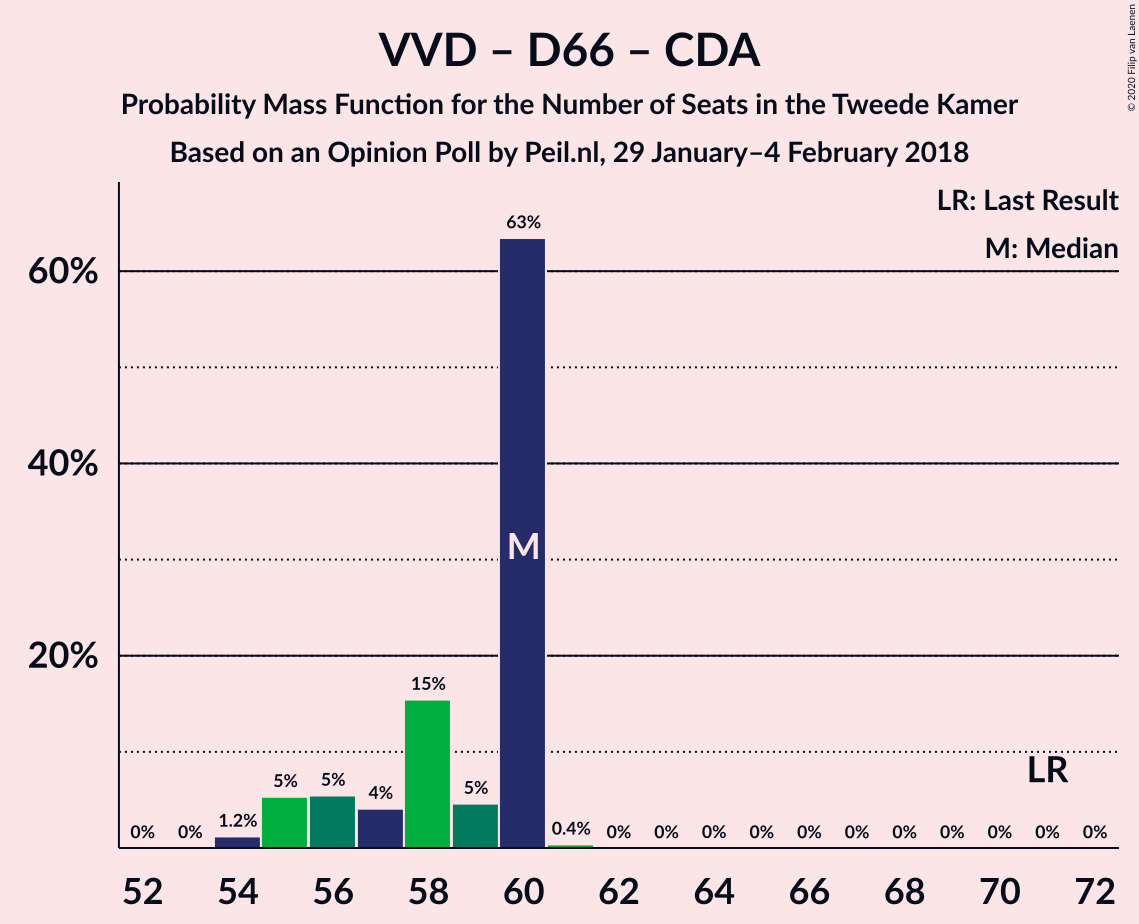 VVD – D66 – CDA
Probability Mass Function for the Number of Seats in the Tweede Kamer
Based on an Opinion Poll by Peil.nl, 29 January–4 February 2018
© 2020 Filip van Laenen
LR: Last Result
M: Median
60%
40%
20%
0% 0% 1.2% 5% 5% 4% 15% 5% 63% 0.4% 0% 0% 0% 0% 0% 0% 0% 0% 0% 0% 0%
M
LR
52 54 56 58 60 62 64 66 68 70 72